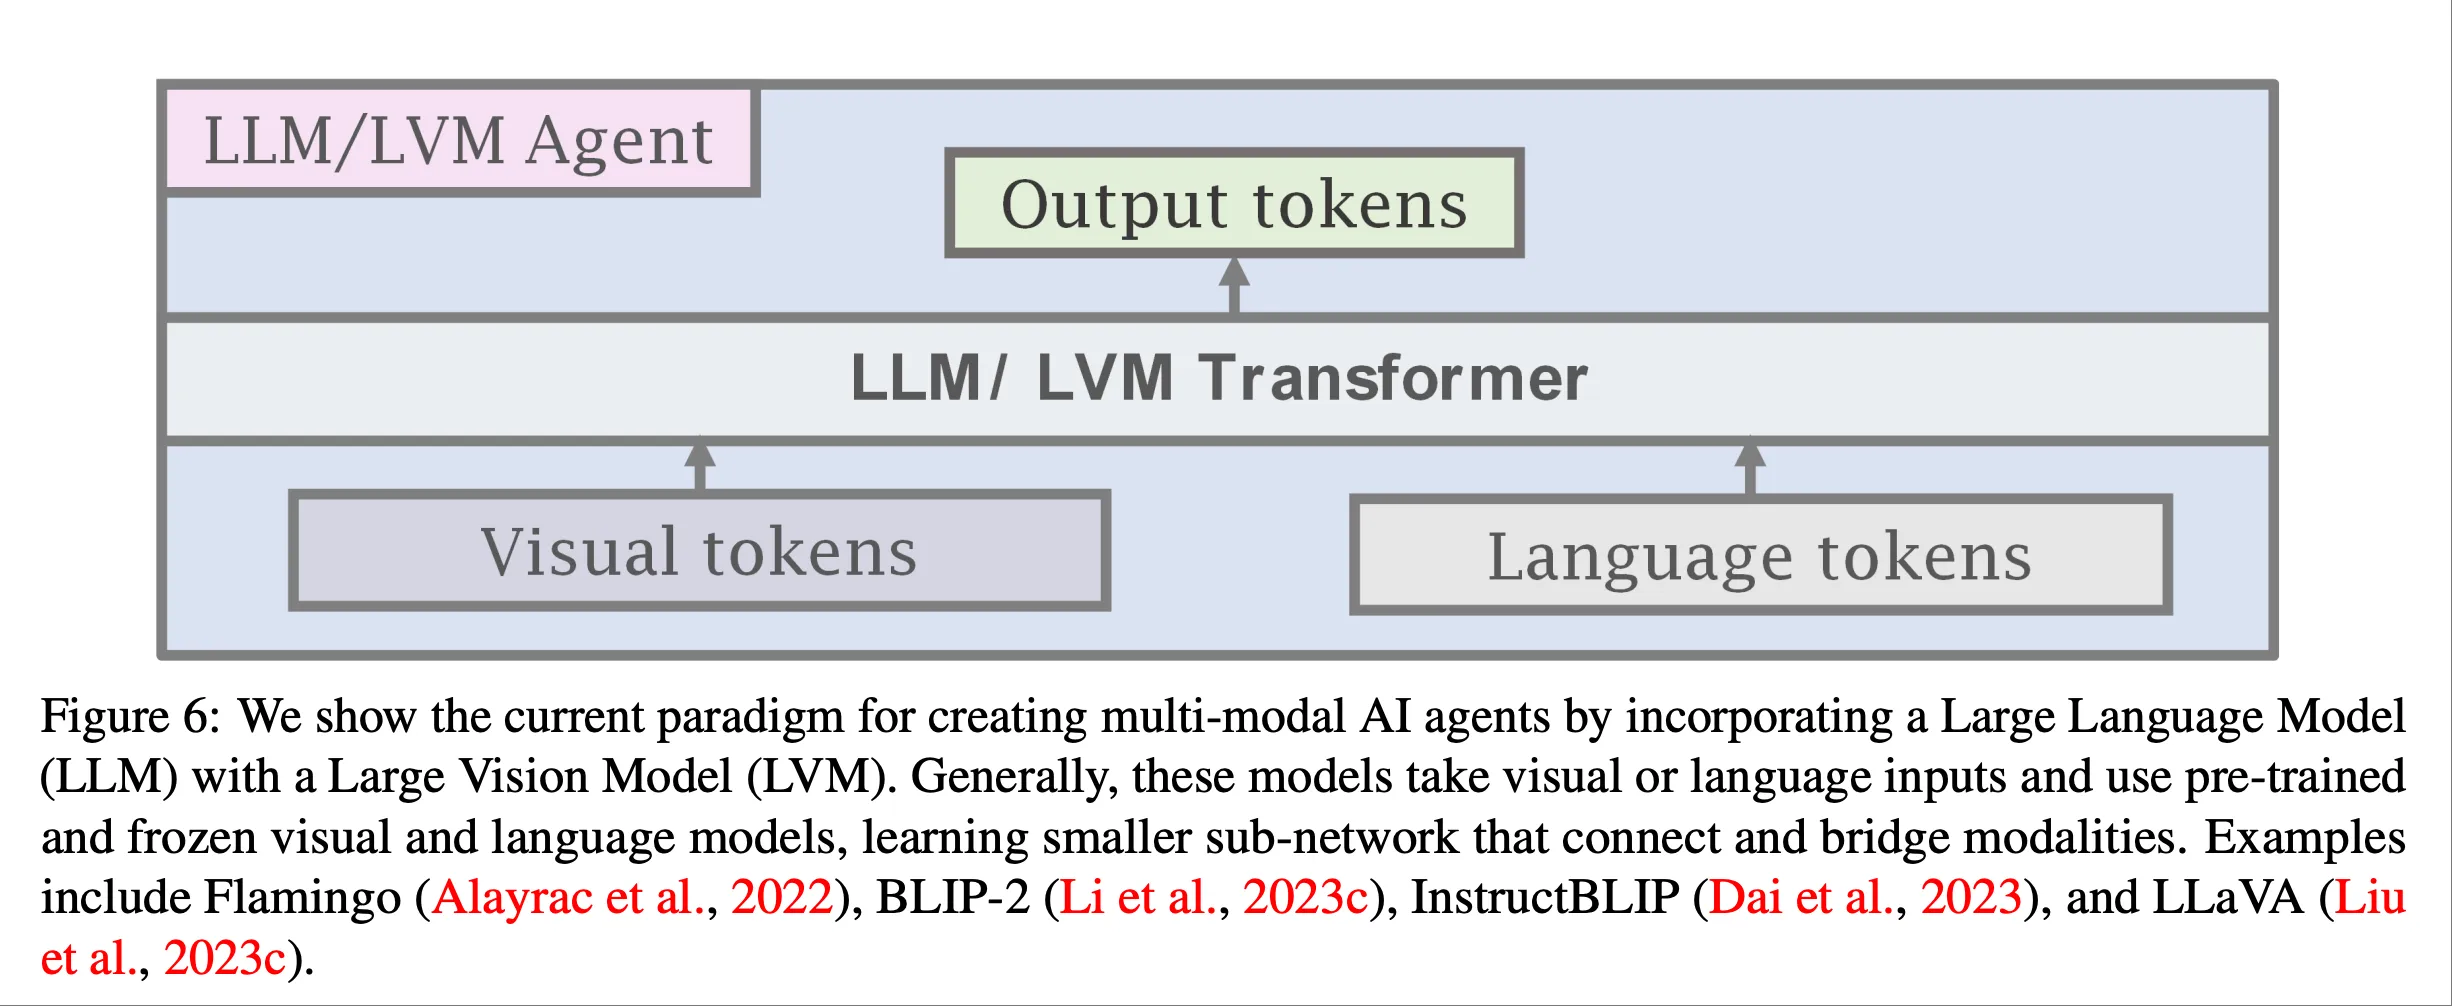 LLM/LVM Agent
Output tokens
LLM/ LVM Transformer
Visual tokens
Language tokens
Figure 6: We show the current paradigm for creating multi-modal AI agents by incorporating a Large Language Model
(LLM) with a Large Vision Model (LVM). Generally, these models take visual or language inputs and use pre-trained
and frozen visual and language models, learning smaller sub-network that connect and bridge modalities. Examples
include Flamingo (Alayrac et al., 2022), BLIP-2 (Li et al., 2023c), InstructBLIP (Dai et al., 2023), and LLaVA (Liu
et al., 2023c).